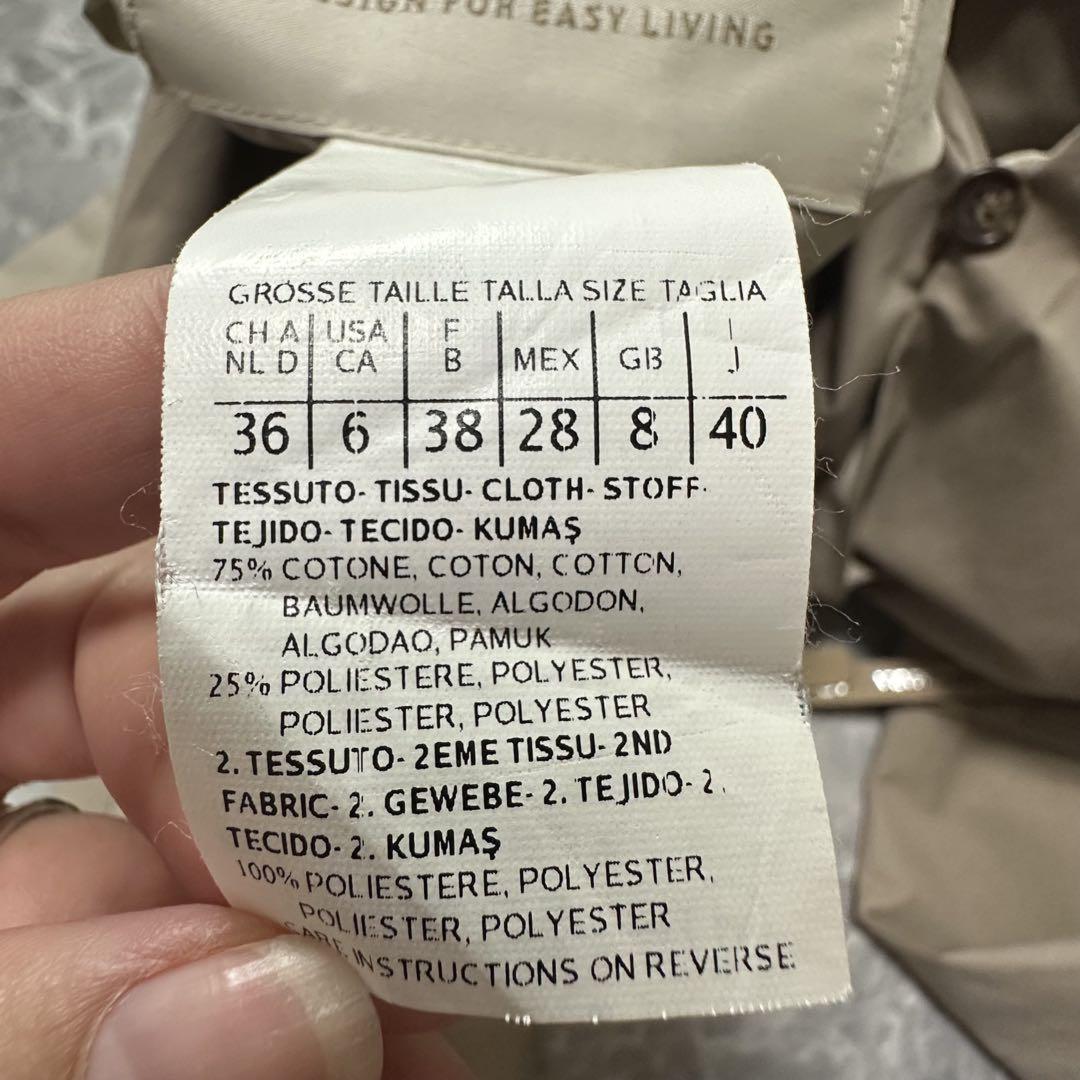 DESIGN FOR EASY LIVING
GROSSE TAILLE TALLA SIZE TAGLIA
CH A USA F MEX GB I
NL D CA B J
36 6 38 28 8 40
TESSUTO- TISSU- CLOTH- STOFF-
TEJIDO- TECIDO- KUMAŞ
75% COTONE, COTON, COTTON,
BAUMWOLLE, ALGODON,
ALGODAO, PAMUK
25% POLIESTERE, POLYESTER,
POLIESTER, POLYESTER
2. TESSUTO- 2EME TISSU- 2ND
FABRIC- 2. GEWEBE- 2. TEJIDO- 2.
TECIDO- 2. KUMAŞ
100% POLIESTERE, POLYESTER,
POLIESTER, POLYESTER
CARE INSTRUCTIONS ON REVERSE